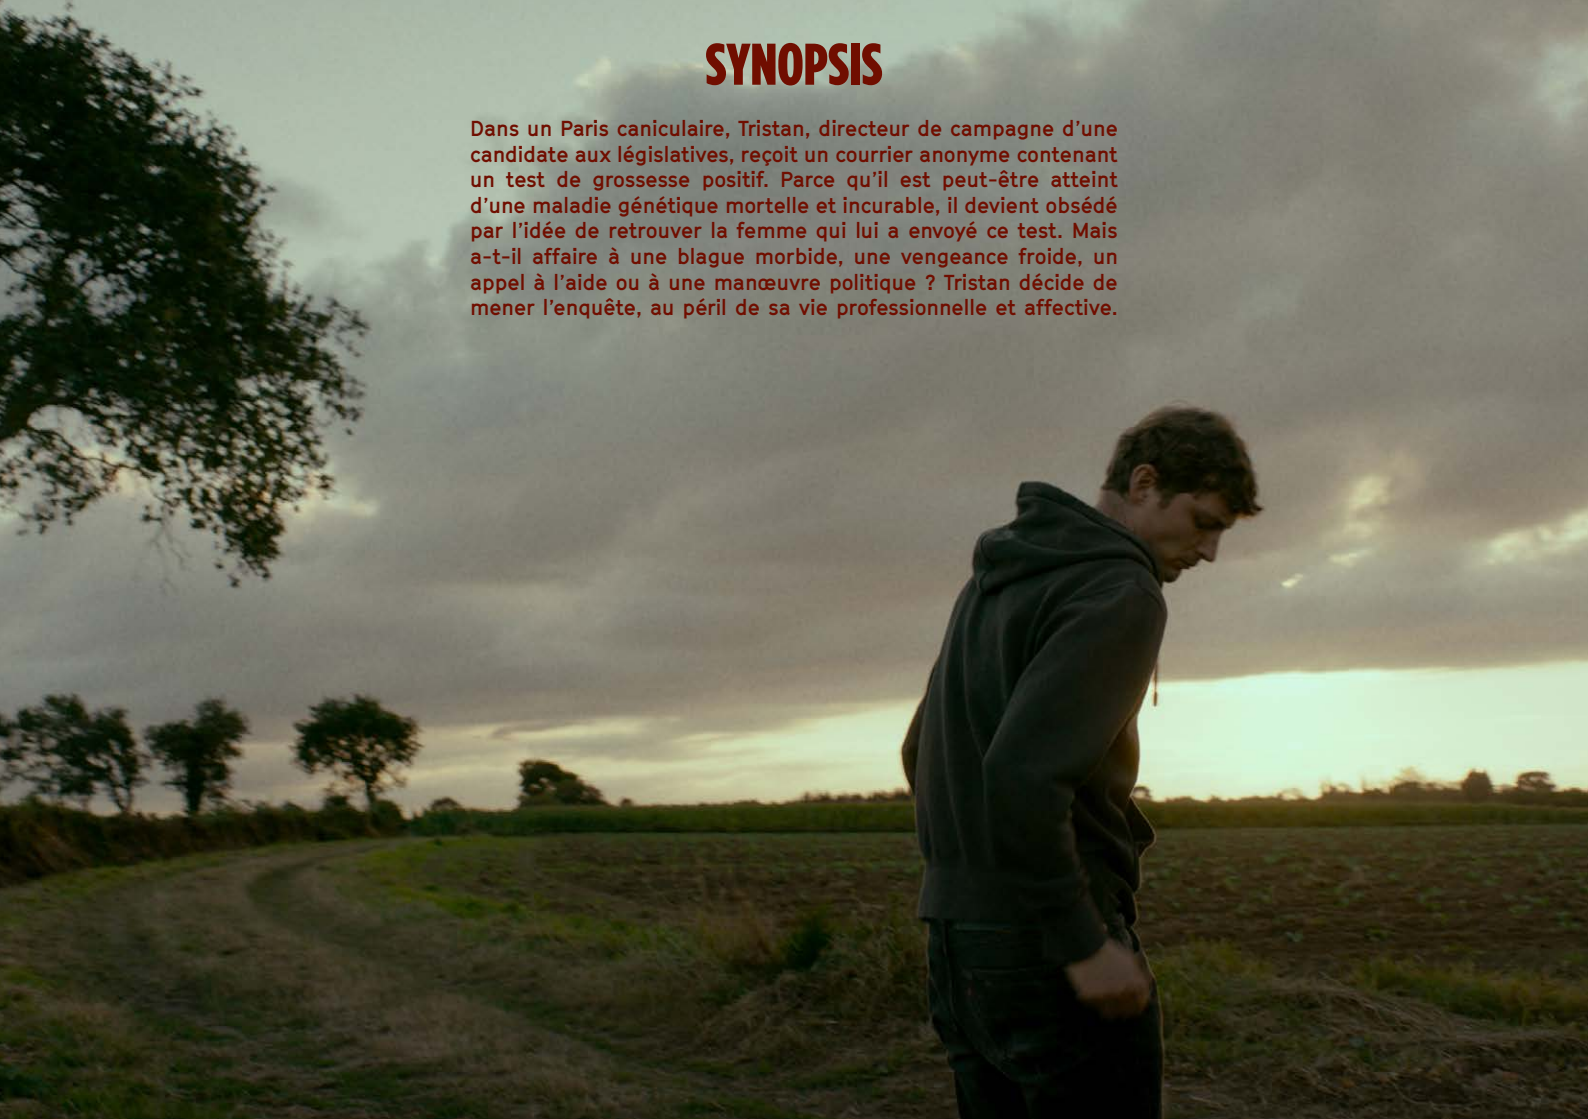 SYNOPSIS
Dans un Paris caniculaire, Tristan, directeur de campagne d’une
candidate aux législatives, reçoit un courrier anonyme contenant
un test de grossesse positif. Parce qu’il est peut-être atteint
d’une maladie génétique mortelle et incurable, il devient obsédé
par l’idée de retrouver la femme qui lui a envoyé ce test. Mais
a-t-il affaire à une blague morbide, une vengeance froide, un
appel à l’aide ou à une manœuvre politique ? Tristan décide de
mener l’enquête, au péril de sa vie professionnelle et affective.